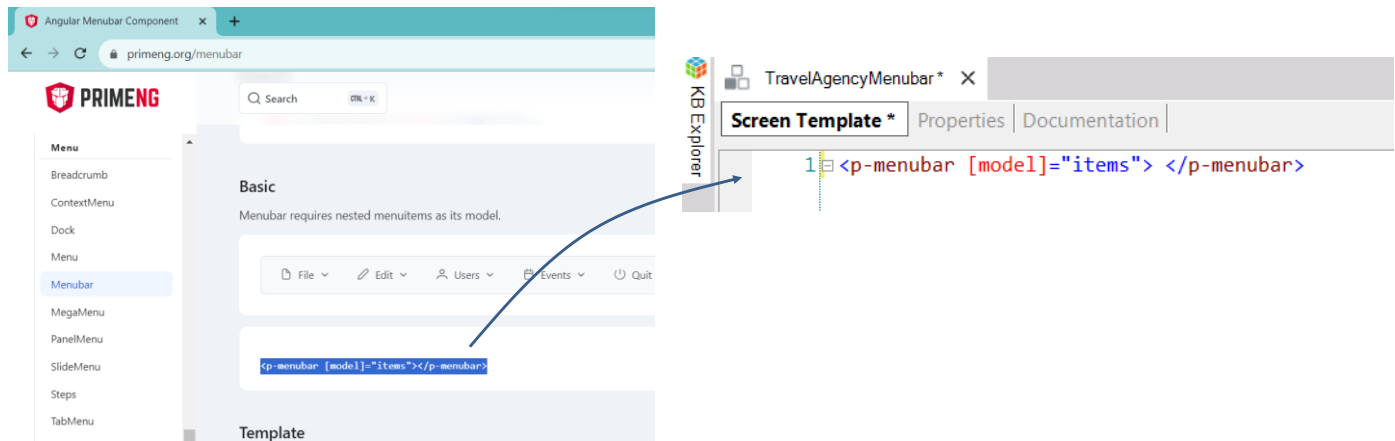 Angular Menubar Component
primeng.org/menubar
PRIMENG
Search
CTRL + K
Menu
Breadcrumb
ContextMenu
Dock
Menu
Menubar
MegaMenu
PanelMenu
SlideMenu
Steps
TabMenu
Basic
Menubar requires nested menuitems as its model.
File
Edit
Users
Events
Quit
<p-menubar [model]="items"></p-menubar>
Template
KB Explorer
TravelAgencyMenubar *
Screen Template * Properties Documentation
1 <p-menubar [model]="items"> </p-menubar>